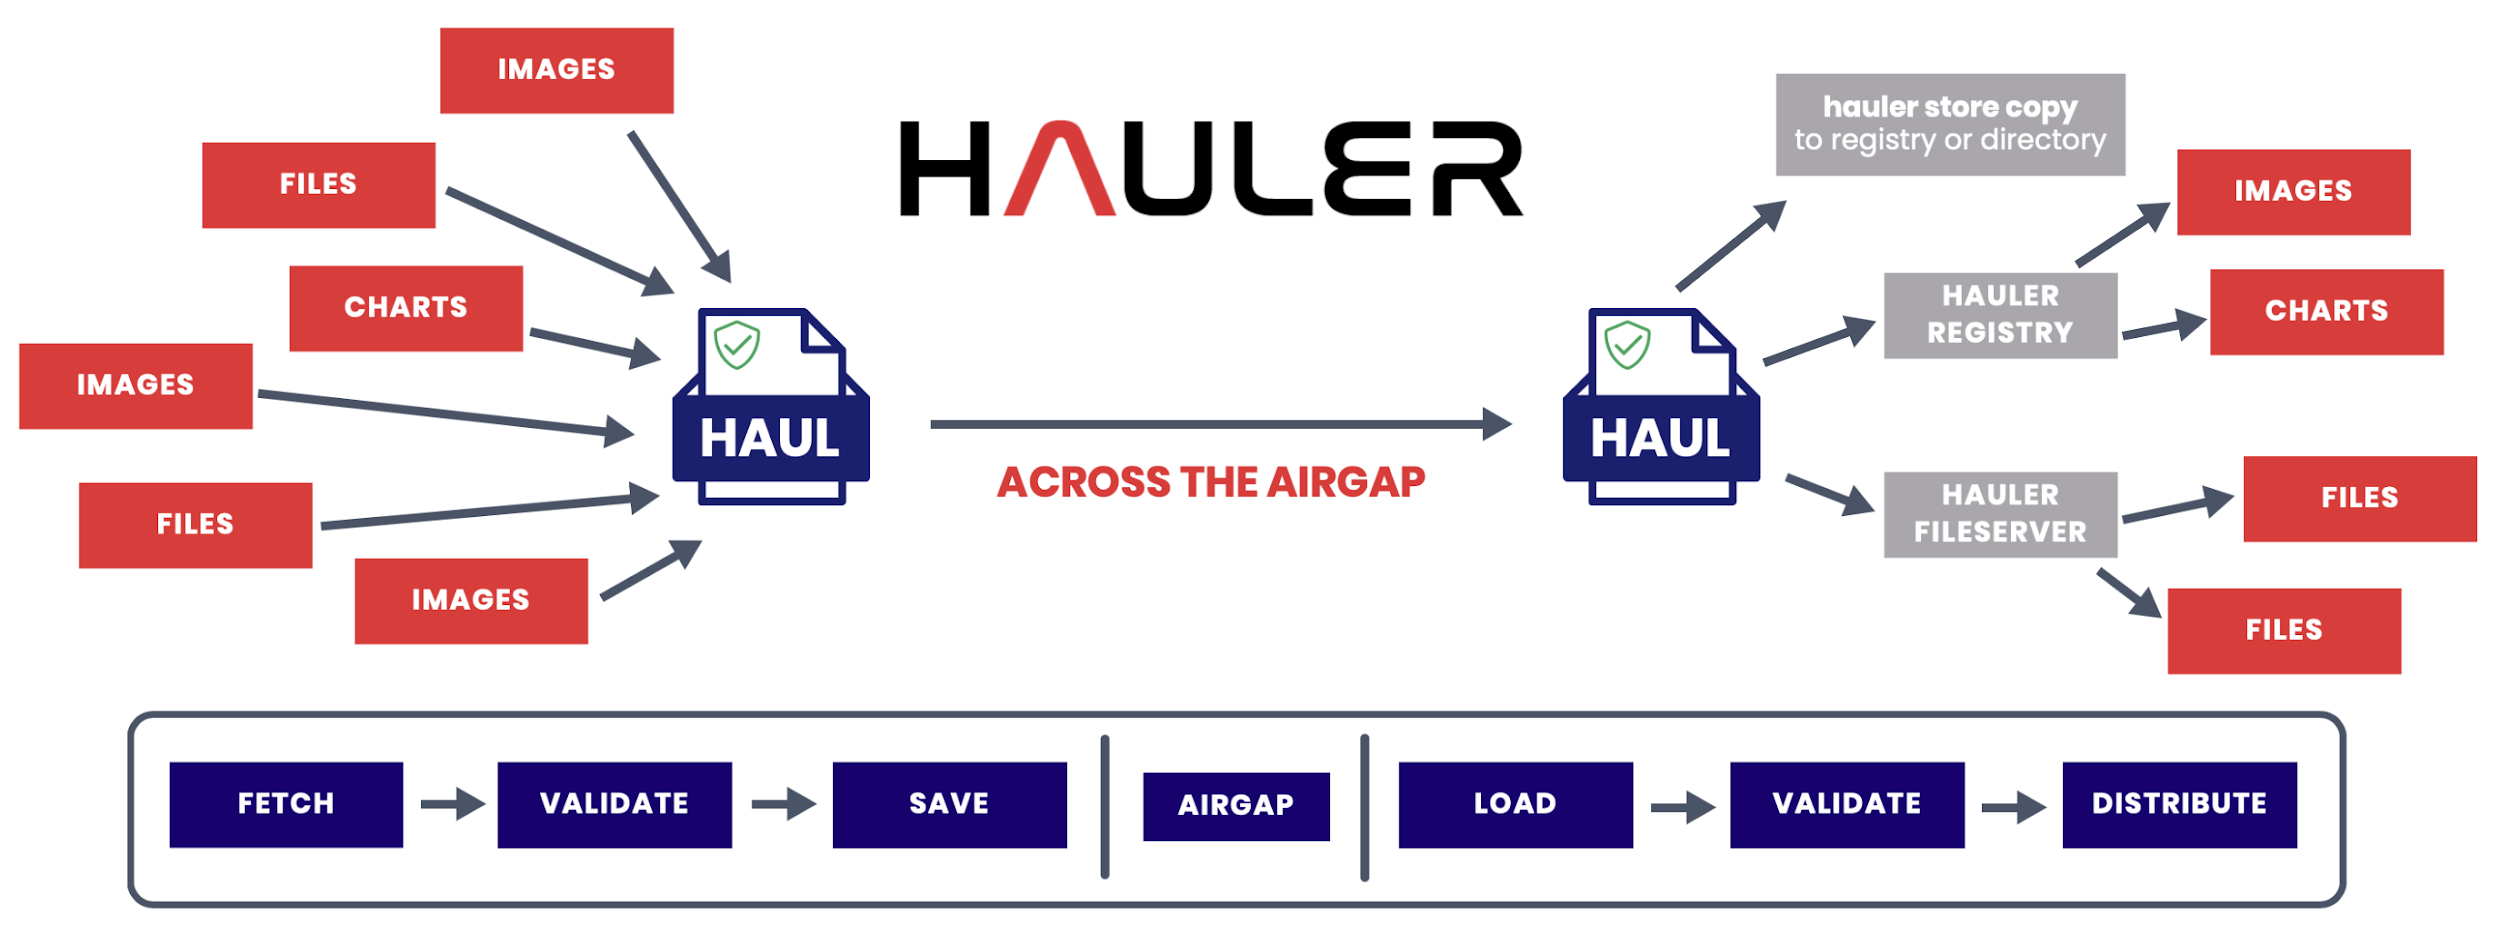 IMAGES
FILES
CHARTS
IMAGES
FILES
IMAGES
HAUL
HAULER
ACROSS THE AIRGAP
HAUL
hauler store copy
to registry or directory
HAULER
REGISTRY
IMAGES
CHARTS
HAULER
FILESERVER
FILES
FILES
FETCH
VALIDATE
SAVE
AIRGAP
LOAD
VALIDATE
DISTRIBUTE